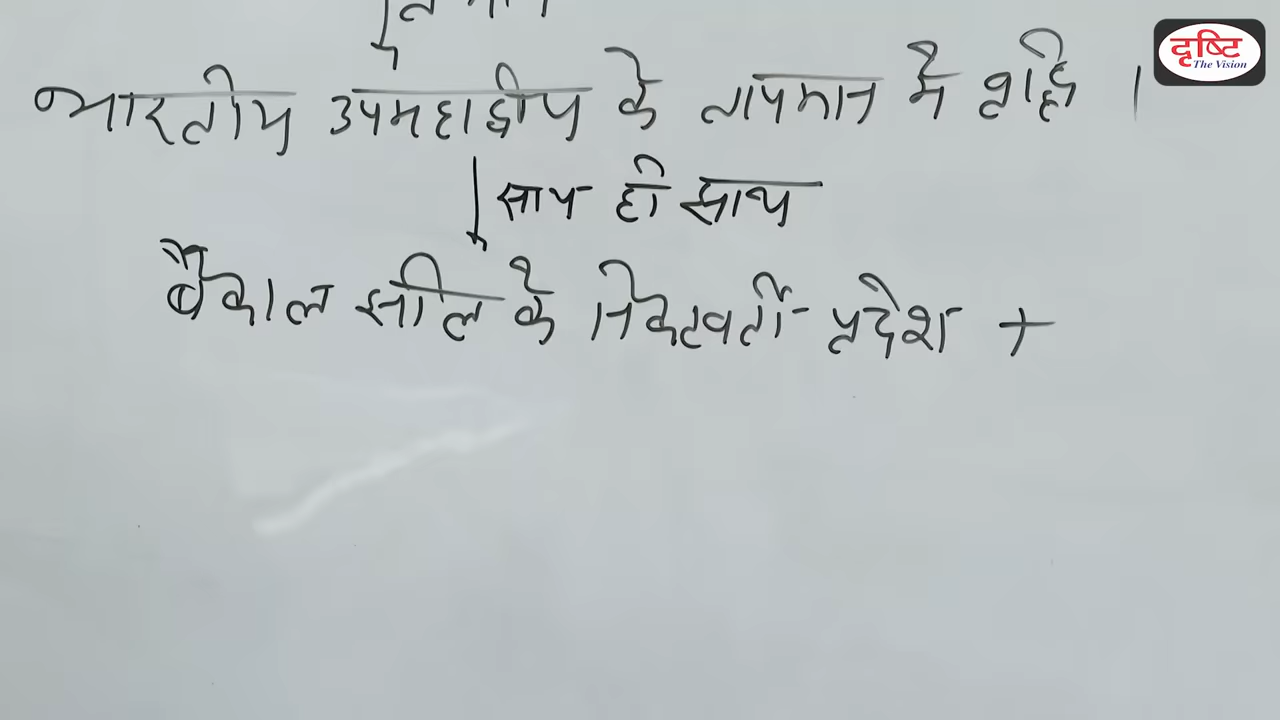 दृष्टि
The Vision
भारतीय उपमहाद्वीप के तापमान में वृद्धि ।
साथ ही साथ
बैकाल झील के निकटवर्ती प्रदेश +